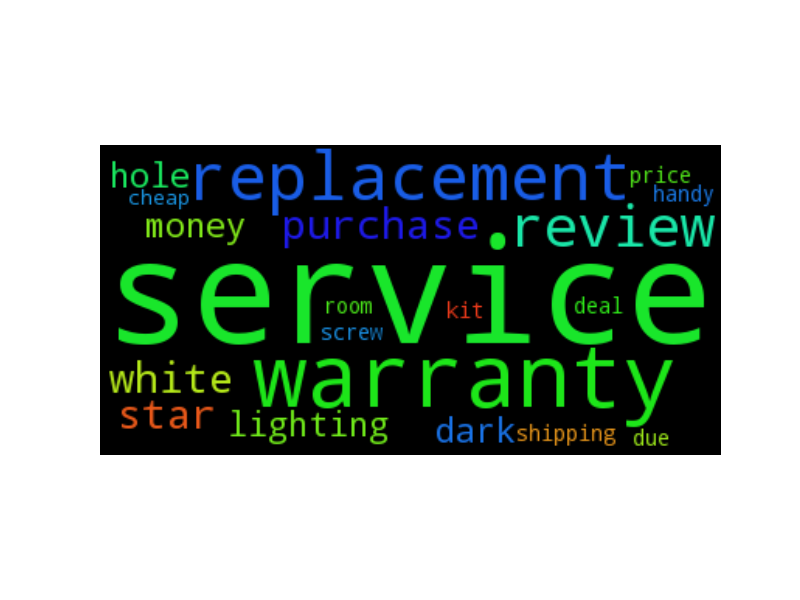 hole replacement price
cheap handy
money purchase review
service
room kit deal
screw
white warranty
star lighting dark shipping due